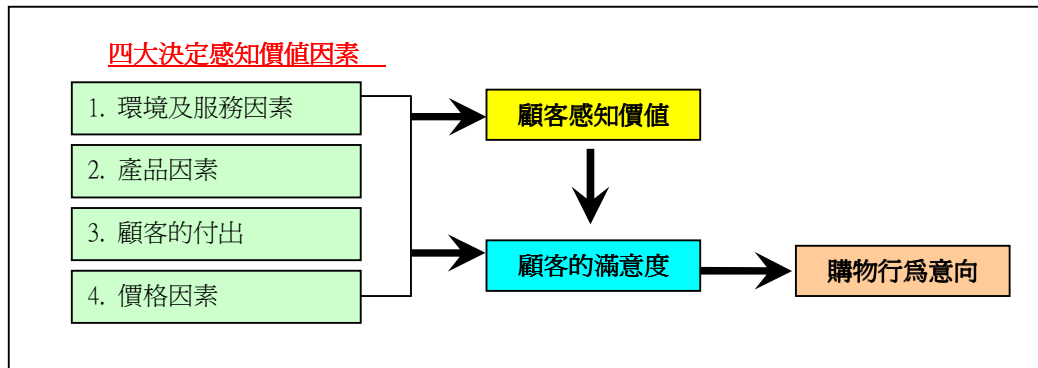 四大決定感知價值因素
1. 環境及服務因素
顧客感知價值
2. 產品因素
3. 顧客的付出
顧客的滿意度
購物行爲意向
4. 價格因素